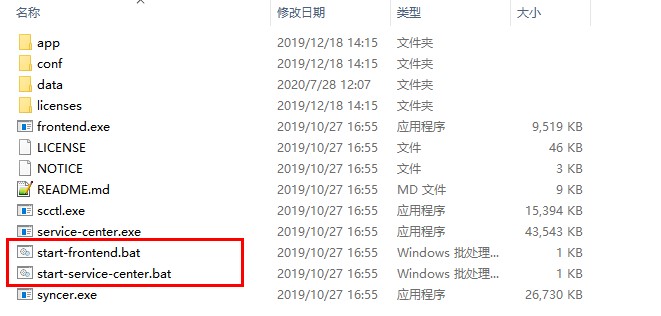 名称 修改日期 类型 大小
app 2019/12/18 14:15 文件夹
conf 2019/12/18 14:15 文件夹
data 2020/7/28 12:07 文件夹
licenses 2019/12/18 14:15 文件夹
frontend.exe 2019/10/27 16:55 应用程序 9,519 KB
LICENSE 2019/10/27 16:55 文件 46 KB
NOTICE 2019/10/27 16:55 文件 3 KB
README.md 2019/10/27 16:55 MD 文件 9 KB
scctl.exe 2019/10/27 16:55 应用程序 15,394 KB
service-center.exe 2019/10/27 16:55 应用程序 43,543 KB
start-frontend.bat 2019/10/27 16:55 Windows 批处理... 1 KB
start-service-center.bat 2019/10/27 16:55 Windows 批处理... 1 KB
syncer.exe 2019/10/27 16:55 应用程序 26,730 KB